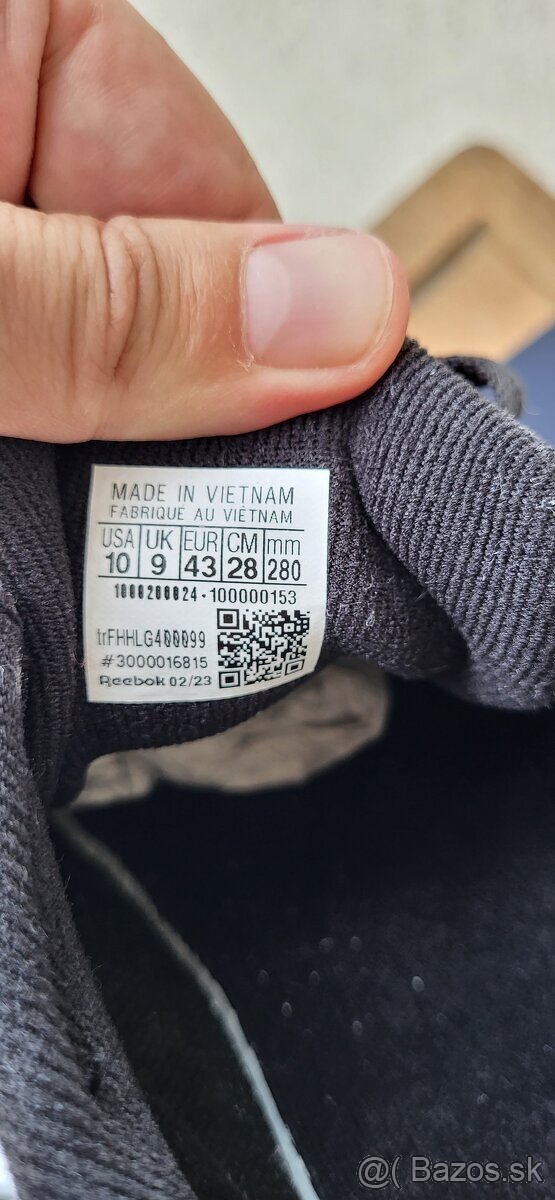 MADE IN VIETNAM
FABRIQUÉ AU VIÊTNAM
USA UK EUR CM mm
10 9 43 28 280
1000200824-100000153
trFHHLG400099
#3000016815
Reebok 02/23
@( Bazos.sk